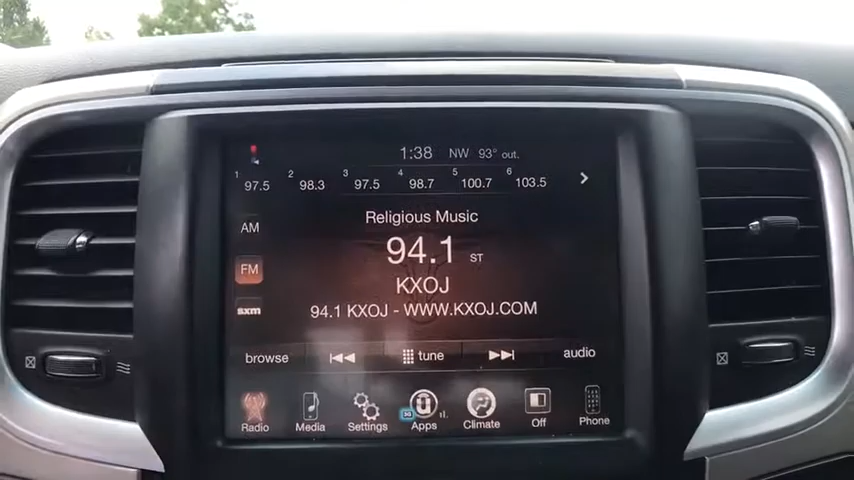 1:38 NW 93° out.
1 97.5 2 98.3 3 97.5 4 98.7 5 100.7 6 103.5
Religious Music
AM
94.1 ST
FM
KXOJ
sxm 94.1 KXOJ - WWW.KXOJ.COM
browse tune audio
3G
Radio Media Settings Apps Climate Off Phone